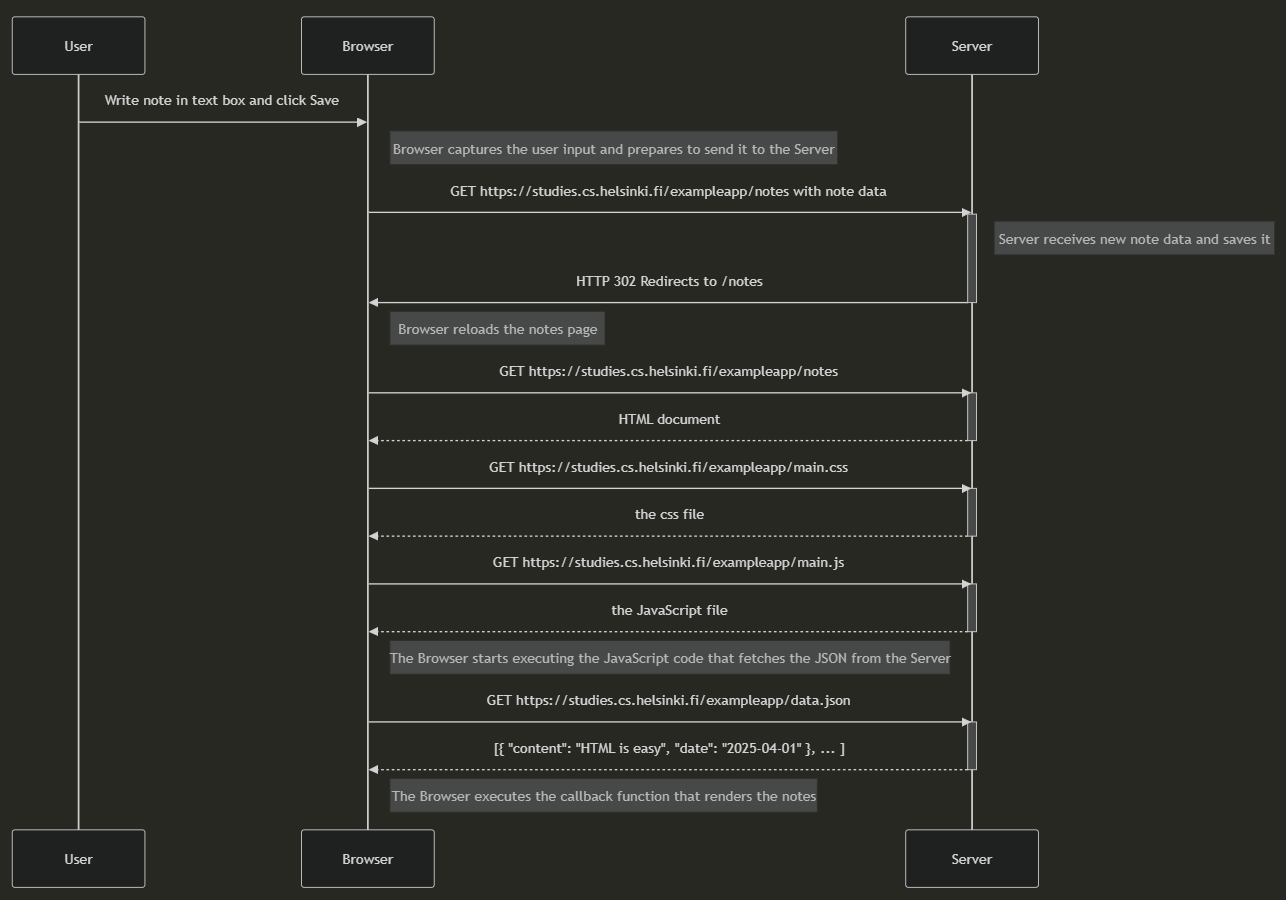 User
Browser
Server
Write note in text box and click Save
Browser captures the user input and prepares to send it to the Server
GET https://studies.cs.helsinki.fi/exampleapp/notes with note data
Server receives new note data and saves it
HTTP 302 Redirects to /notes
Browser reloads the notes page
GET https://studies.cs.helsinki.fi/exampleapp/notes
HTML document
GET https://studies.cs.helsinki.fi/exampleapp/main.css
the css file
GET https://studies.cs.helsinki.fi/exampleapp/main.js
the JavaScript file
The Browser starts executing the JavaScript code that fetches the JSON from the Server
GET https://studies.cs.helsinki.fi/exampleapp/data.json
[{ "content": "HTML is easy", "date": "2025-04-01" }, ... ]
The Browser executes the callback function that renders the notes
User
Browser
Server